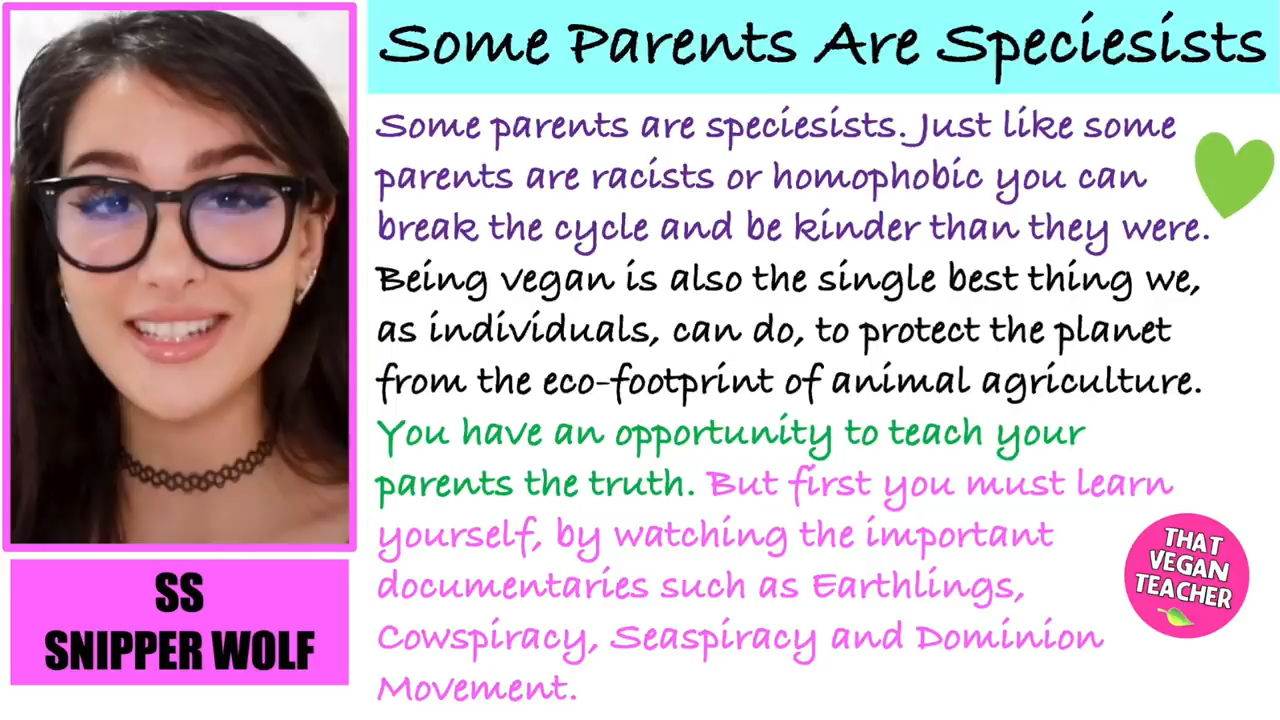 Some Parents Are Speciesists
Some parents are speciesists. Just like some
parents are racists or homophobic you can
break the cycle and be kinder than they were.
Being vegan is also the single best thing we,
as individuals, can do, to protect the planet
from the eco-footprint of animal agriculture.
You have an opportunity to teach your
parents the truth. But first you must learn
yourself, by watching the important
documentaries such as Earthlings,
Cowspiracy, Seaspiracy and Dominion
Movement.
THAT
VEGAN
TEACHER
SS
SNIPPER WOLF